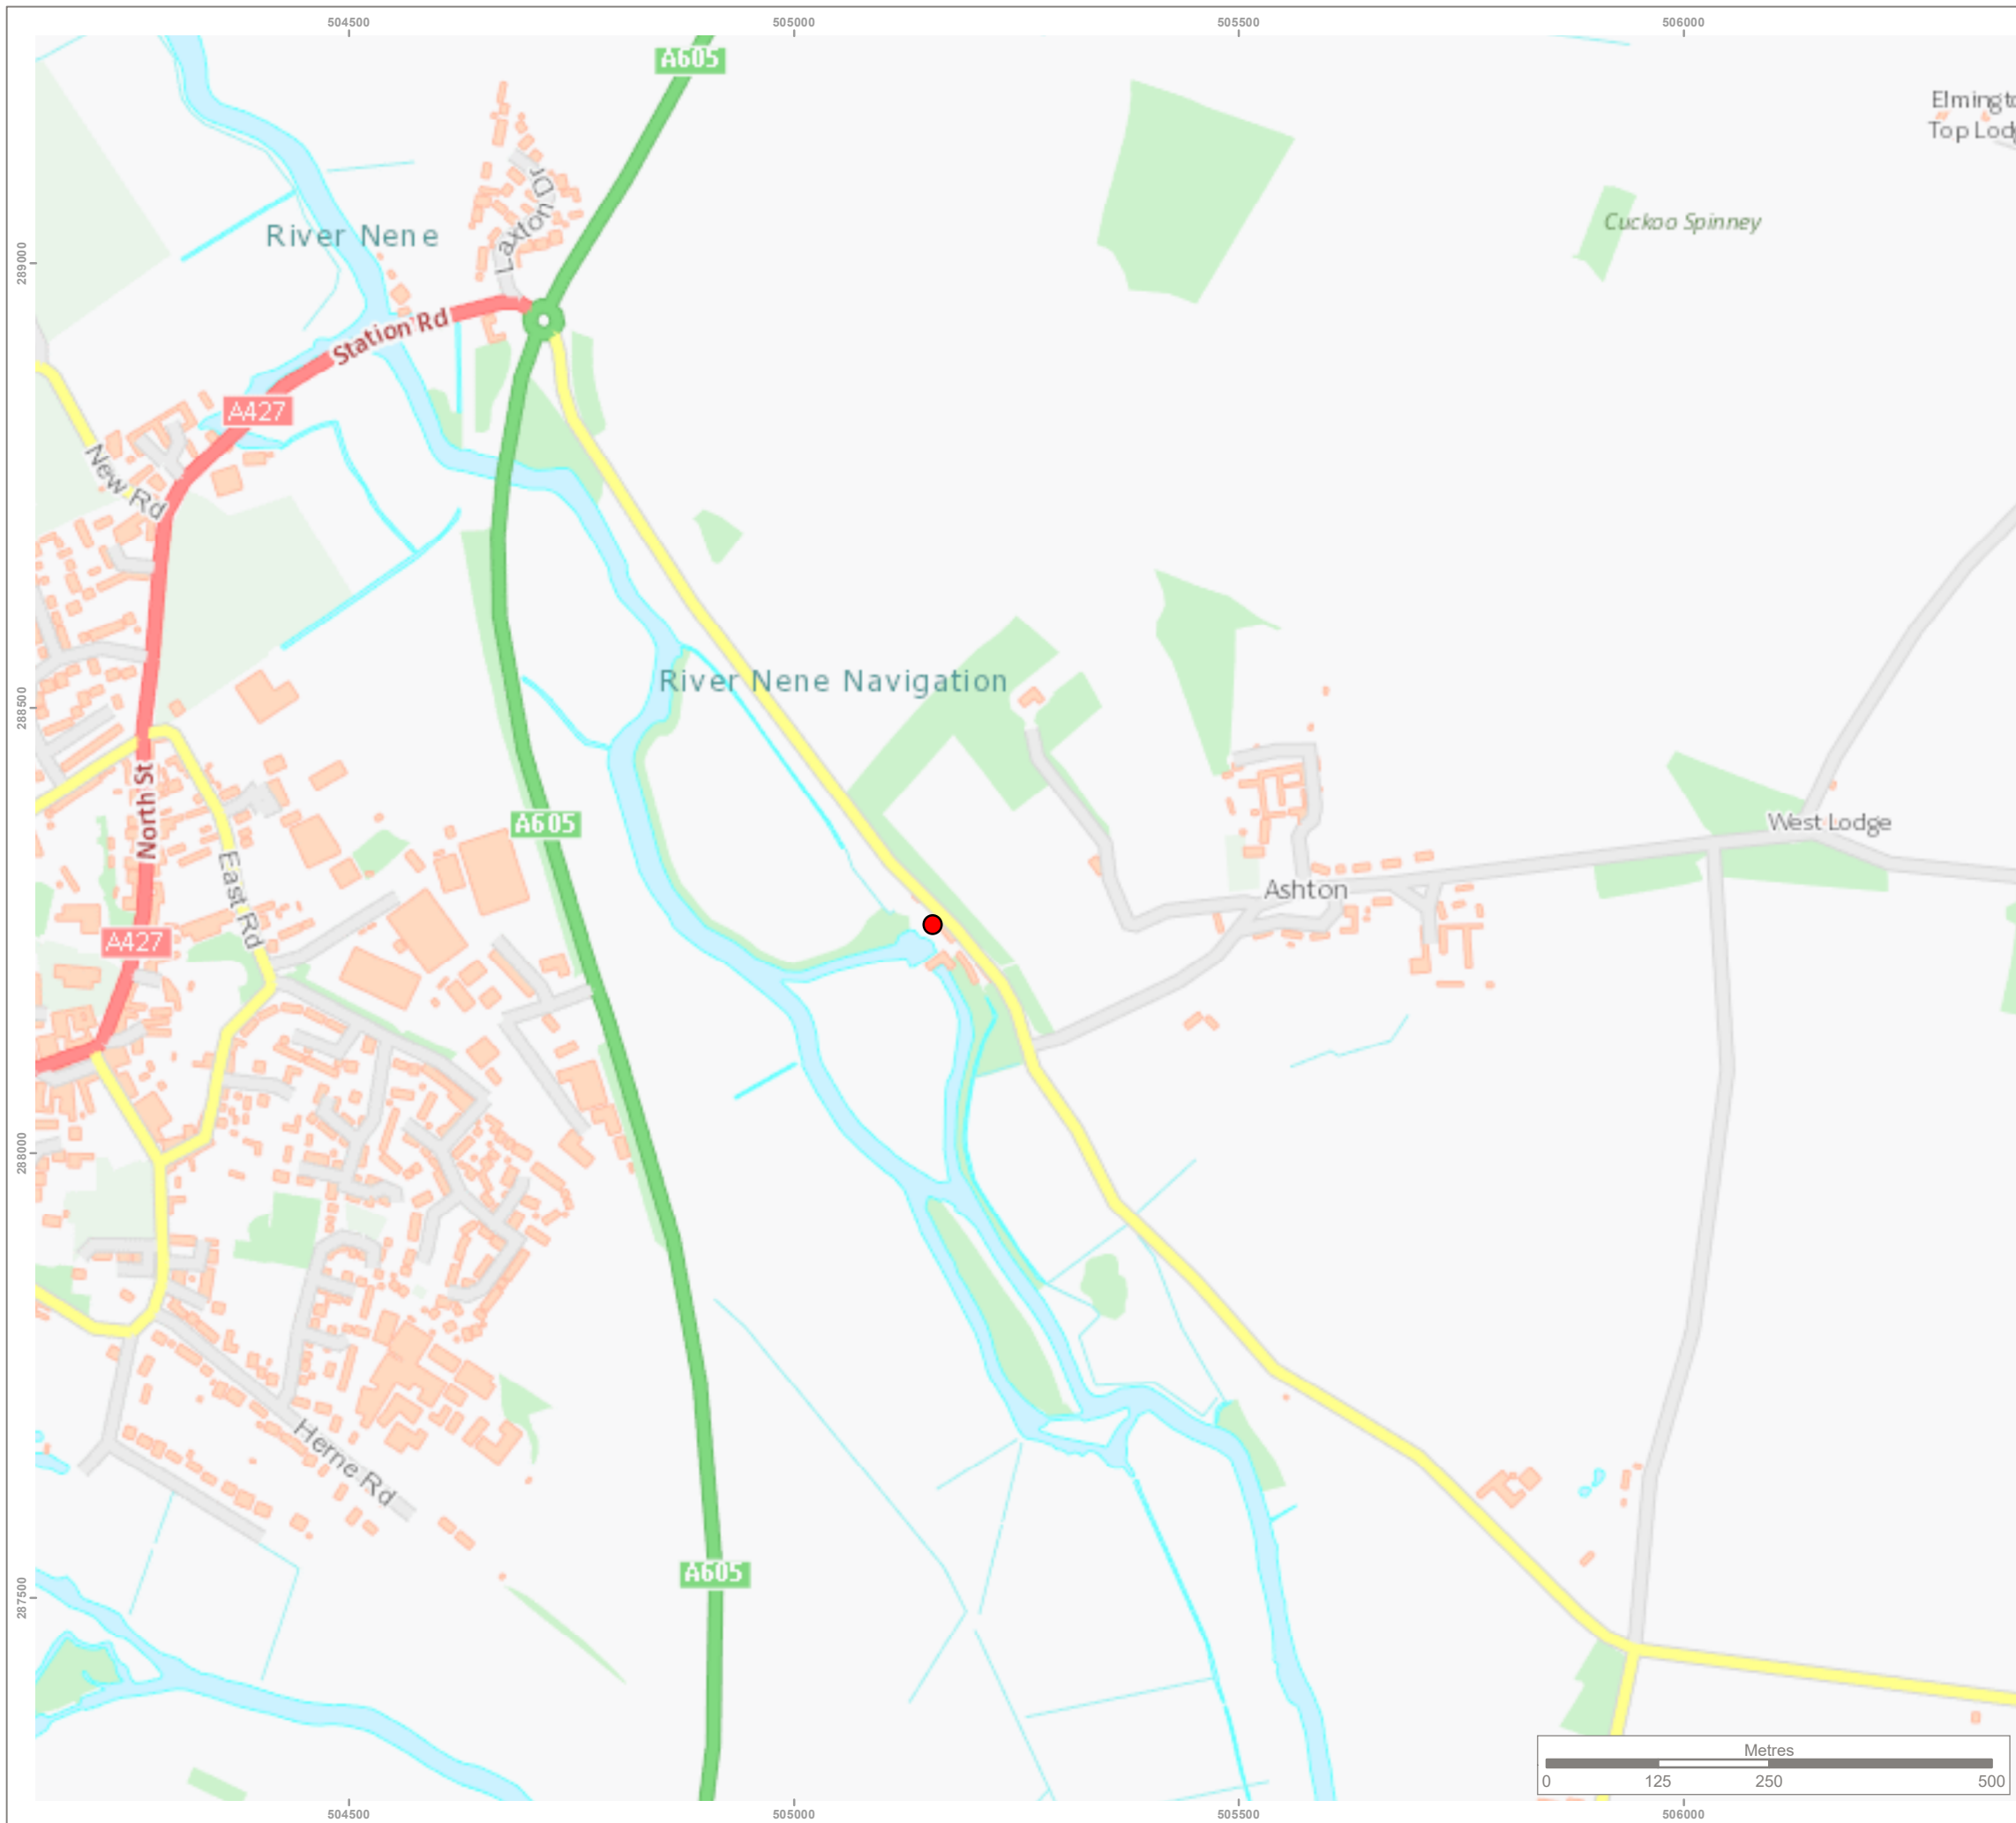 504500
505000
505500
506000
A605
Elmingt
Top Lod
Laxton Dr
Cuckoo Spinney
River Nene
289000
Station Rd
A427
New Rd
River Nene Navigation
288500
North St
A605
West Lodge
East Rd
Ashton
A427
288000
Herne Rd
A605
287500
Metres
0
125
250
500
504500
505000
505500
506000